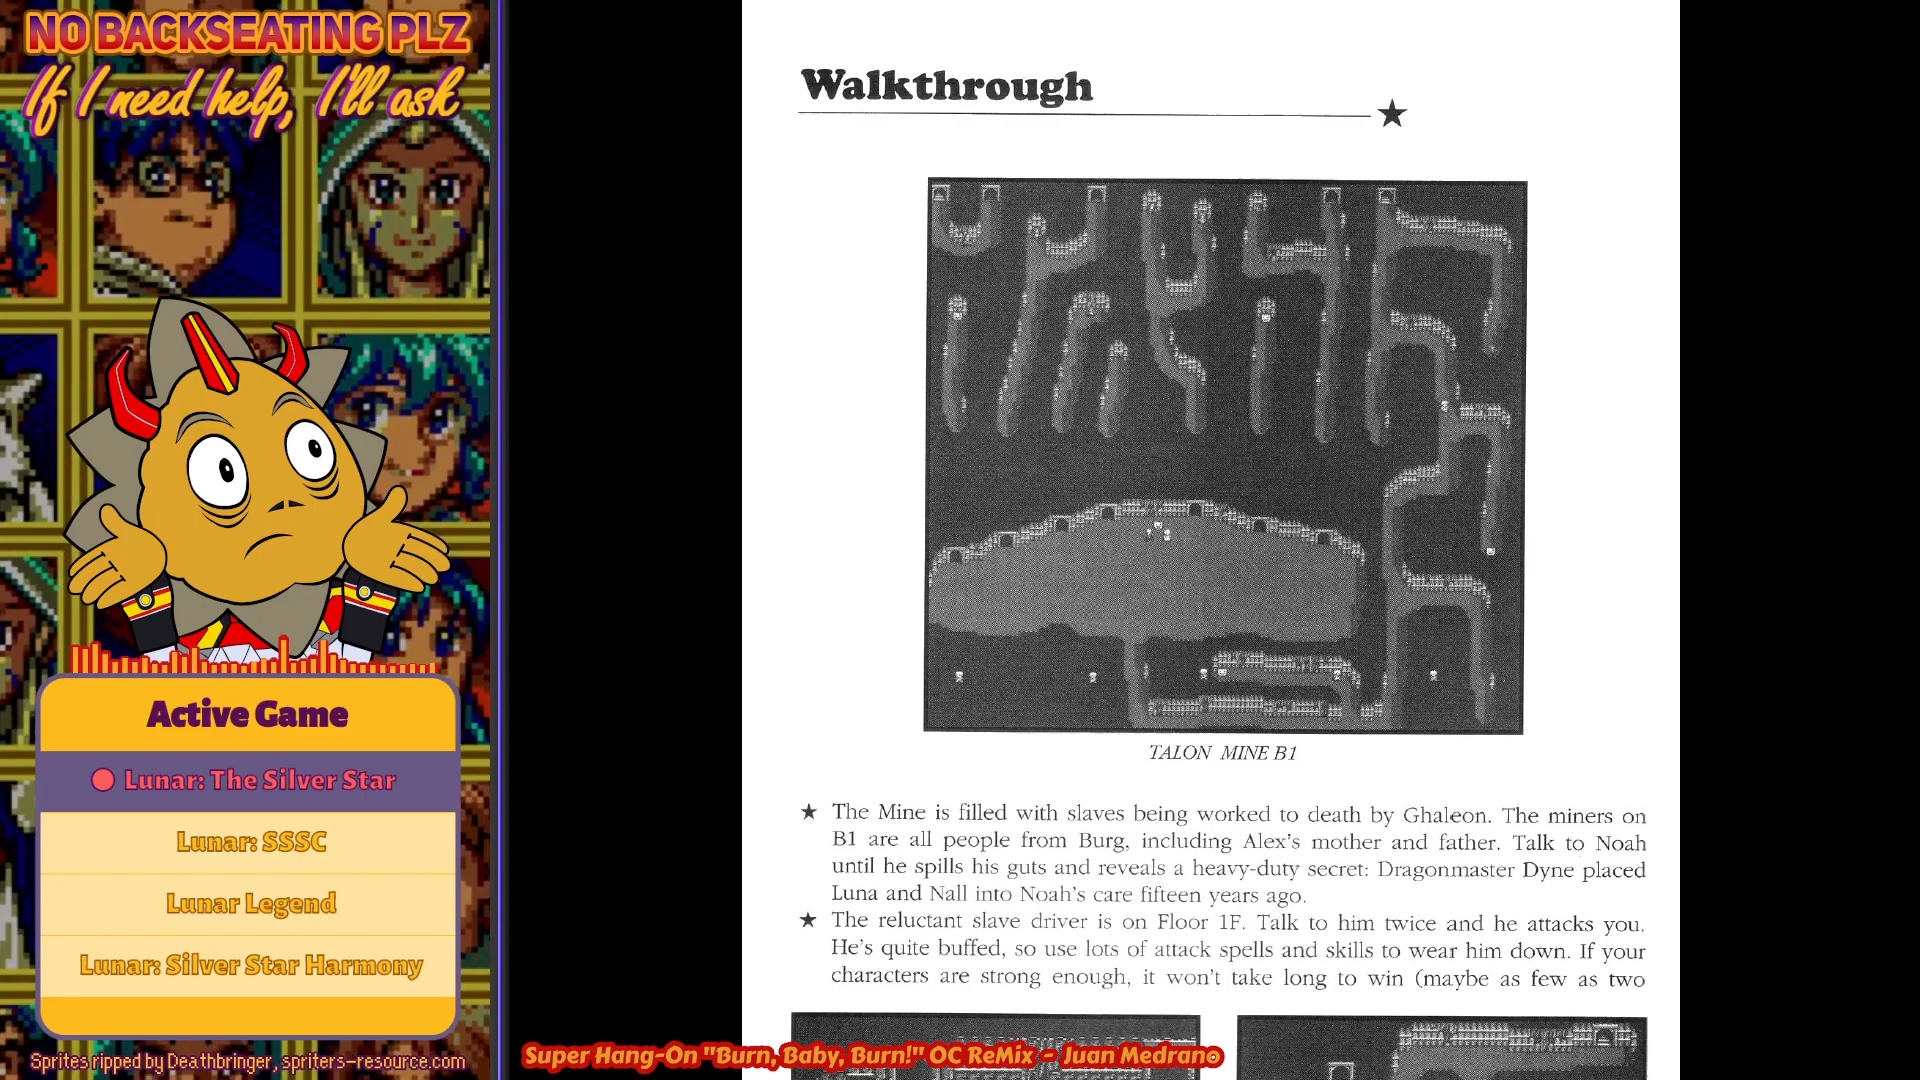 NO BACKSEATING PLZ
If I need help, I'll ask
Active Game
Lunar: The Silver Star
Lunar: SSSC
Lunar Legend
Lunar: Silver Star Harmony
Sprites ripped by Deathbringer, spriters-resource.com
Walkthrough
TALON MINE B1
★ The Mine is filled with slaves being worked to death by Ghaleon. The miners on
B1 are all people from Burg, including Alex's mother and father. Talk to Noah
until he spills his guts and reveals a heavy-duty secret: Dragonmaster Dyne placed
Luna and Nall into Noah's care fifteen years ago.
★ The reluctant slave driver is on Floor 1F. Talk to him twice and he attacks you.
He's quite buffed, so use lots of attack spells and skills to wear him down. If your
characters are strong enough, it won't take long to win (maybe as few as two
Super Hang-On "Burn, Baby, Burn!" OC ReMix - Juan Medrano